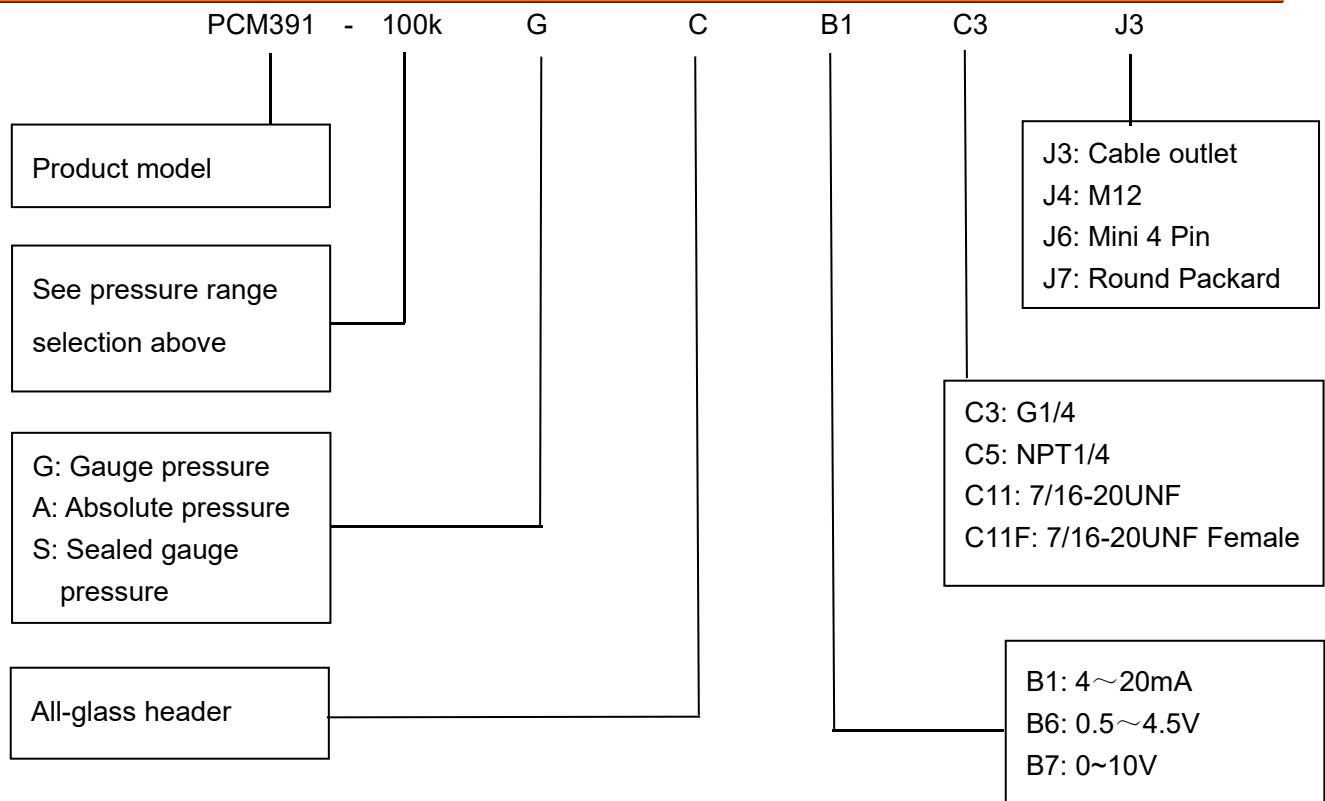 PCM391 - 100k G C B1 C3 J3
Product model
See pressure range
selection above
G: Gauge pressure
A: Absolute pressure
S: Sealed gauge
pressure
All-glass header
J3: Cable outlet
J4: M12
J6: Mini 4 Pin
J7: Round Packard
C3: G1/4
C5: NPT1/4
C11: 7/16-20UNF
C11F: 7/16-20UNF Female
B1: 4～20mA
B6: 0.5～4.5V
B7: 0~10V